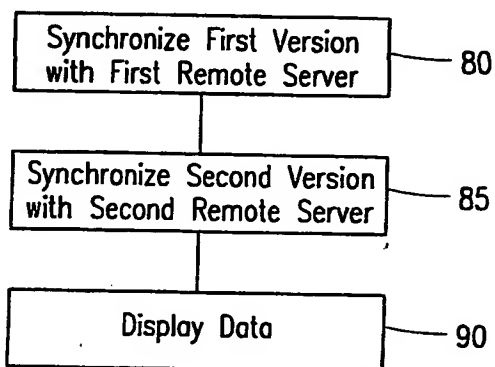 Synchronize First Version
with First Remote Server
80
Synchronize Second Version
with Second Remote Server
85
Display Data
90